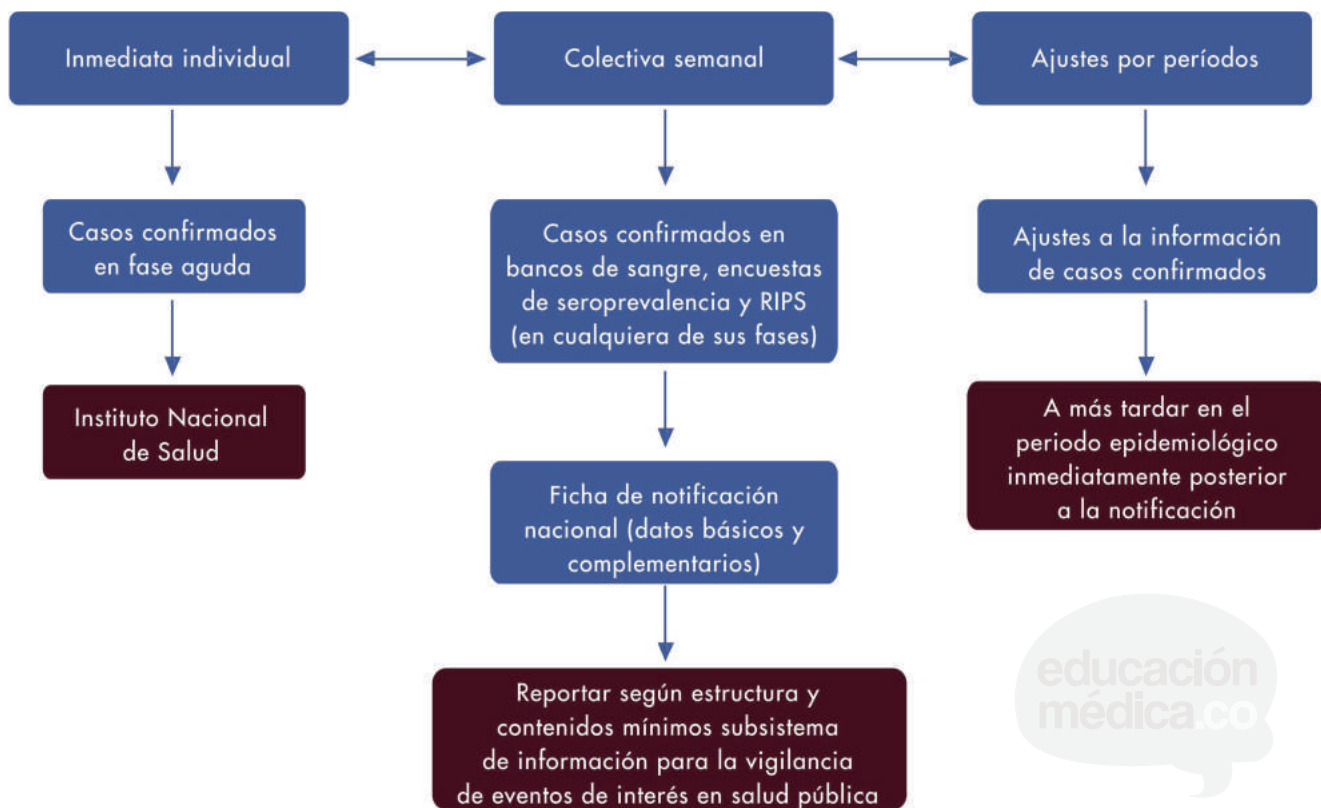 Inmediata individual
Colectiva semanal
Ajustes por períodos
Casos confirmados
en fase aguda
Casos confirmados en
bancos de sangre, encuestas
de seroprevalencia y RIPS
(en cualquiera de sus fases)
Ajustes a la información
de casos confirmados
Instituto Nacional
de Salud
A más tardar en el
periodo epidemiológico
inmediatamente posterior
a la notificación
Ficha de notificación
nacional (datos básicos y
complementarios)
Reportar según estructura y
contenidos mínimos subsistema
de información para la vigilancia
de eventos de interés en salud pública
educación
médica.co